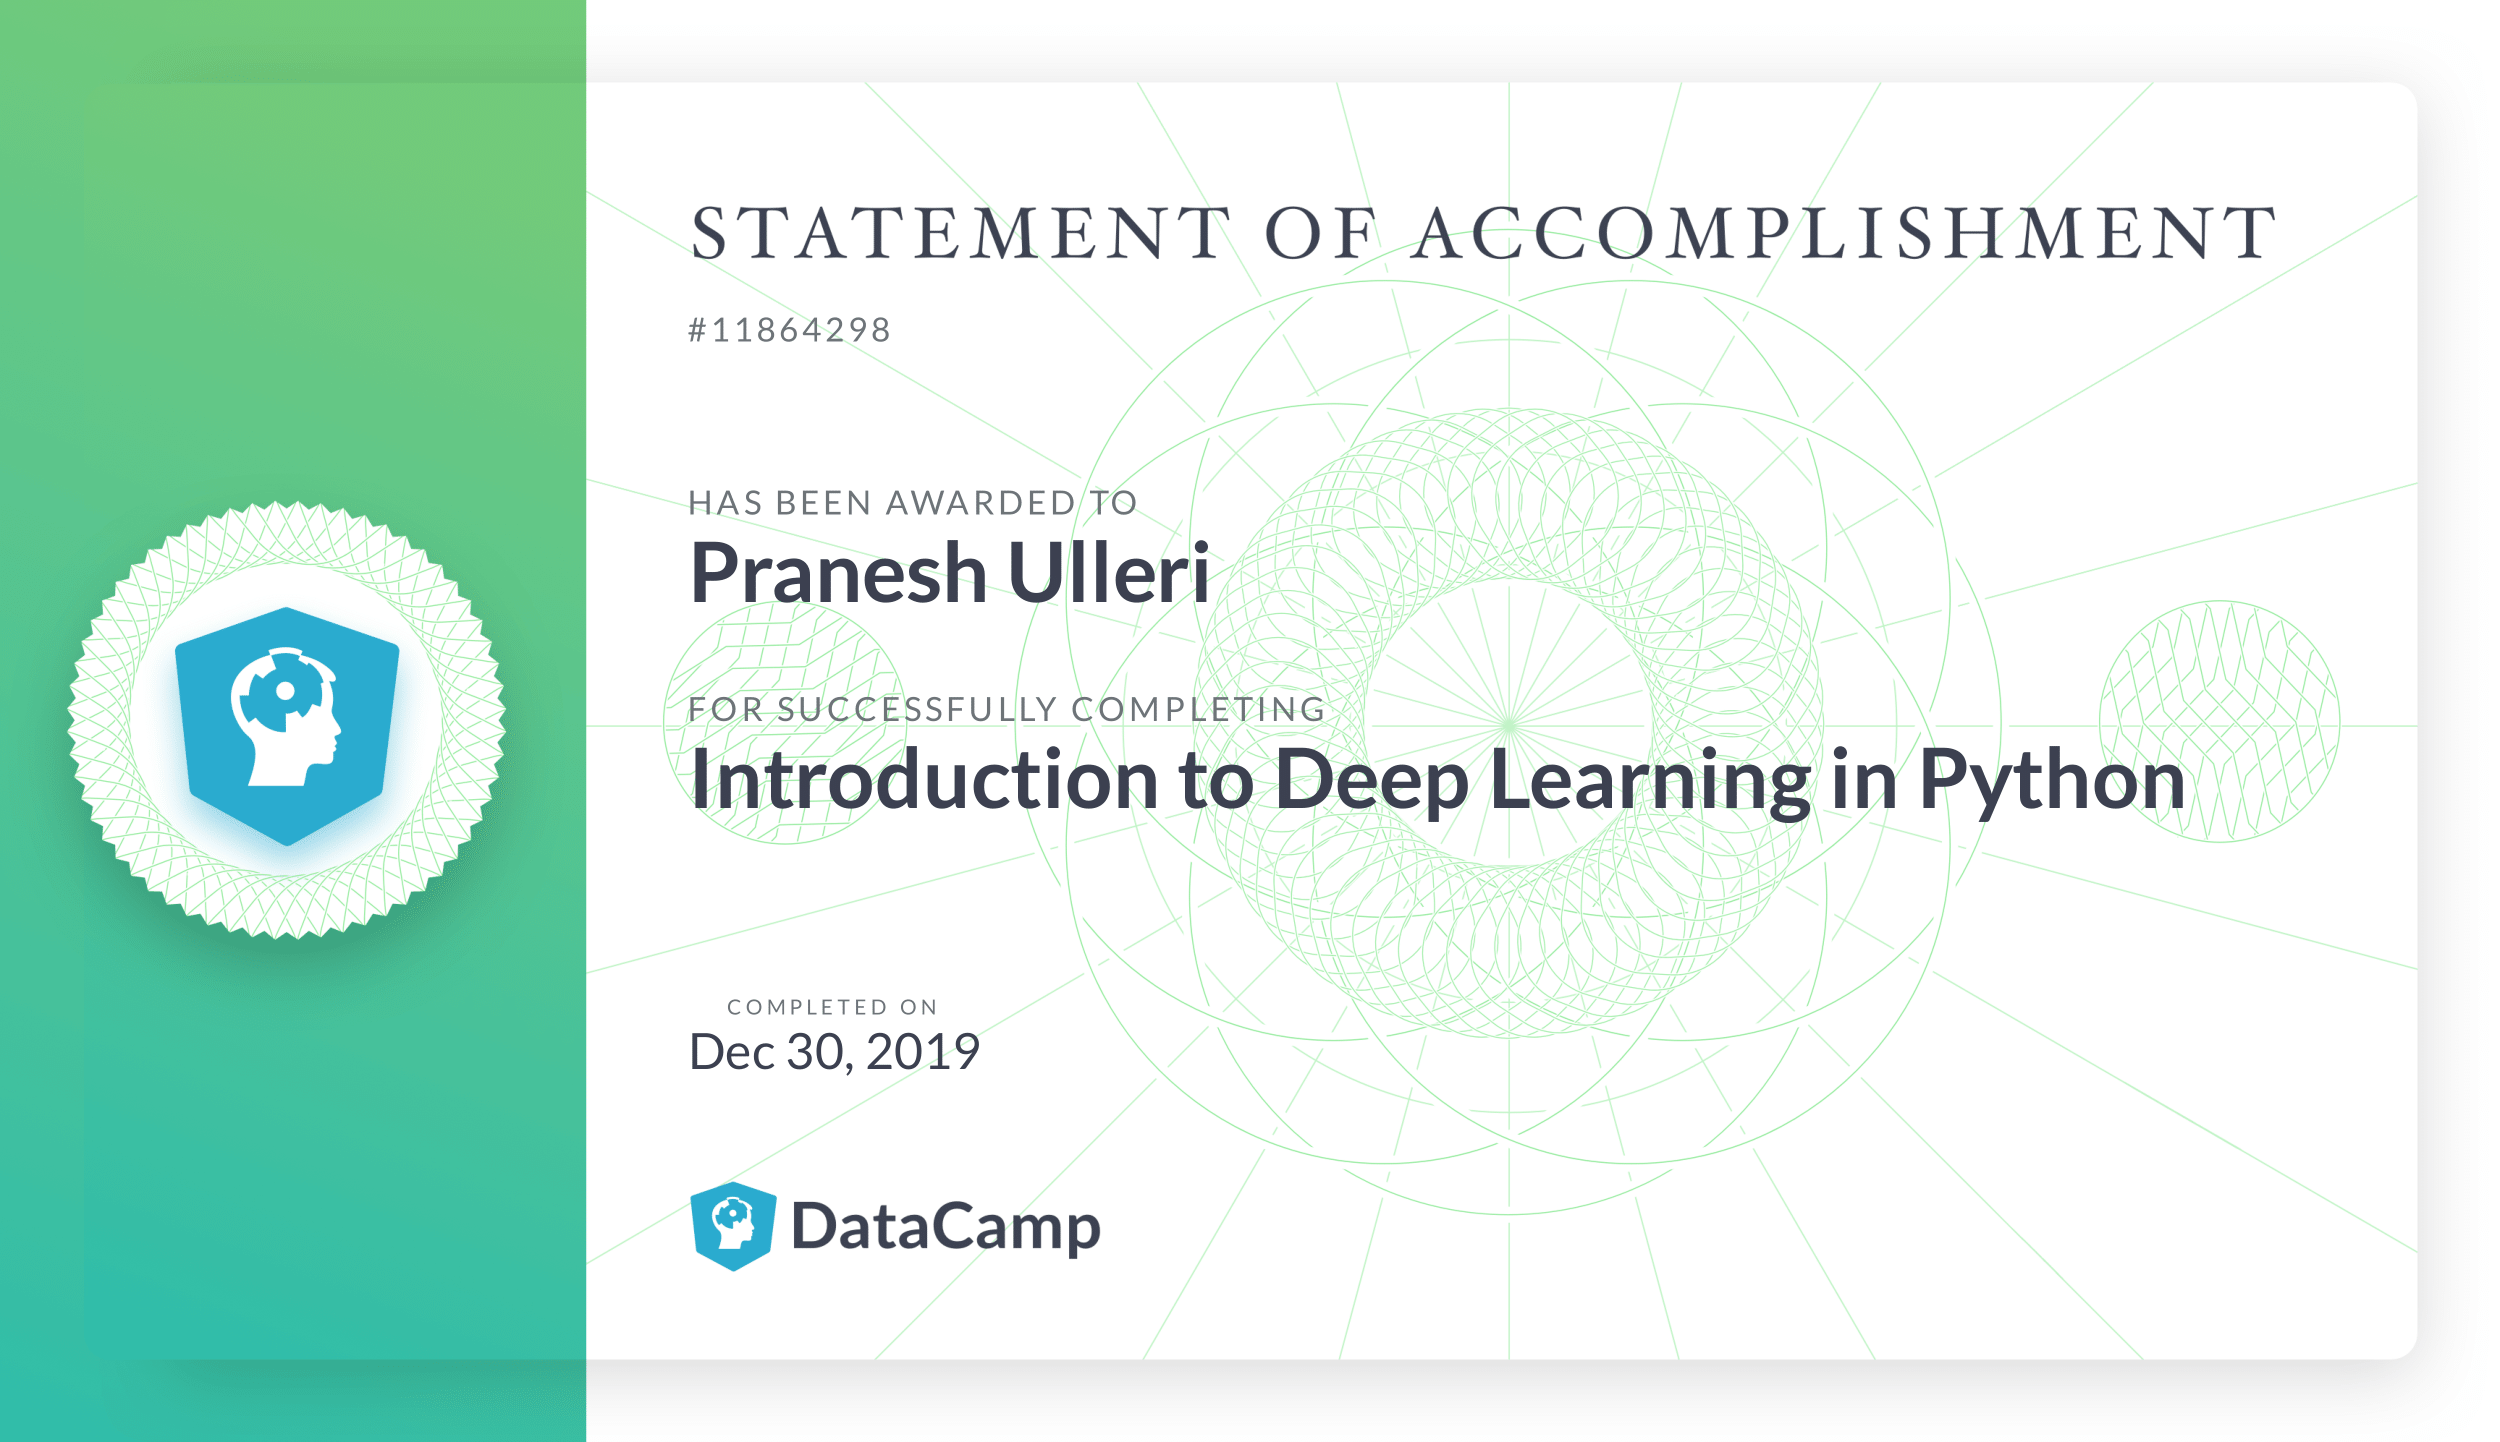 STATEMENT OF ACCOMPLISHMENT
#11864298
HAS BEEN AWARDED TO
Pranesh Ulleri
FOR SUCCESSFULLY COMPLETING
Introduction to Deep Learning in Python
COMPLETED ON
Dec 30, 2019
DataCamp